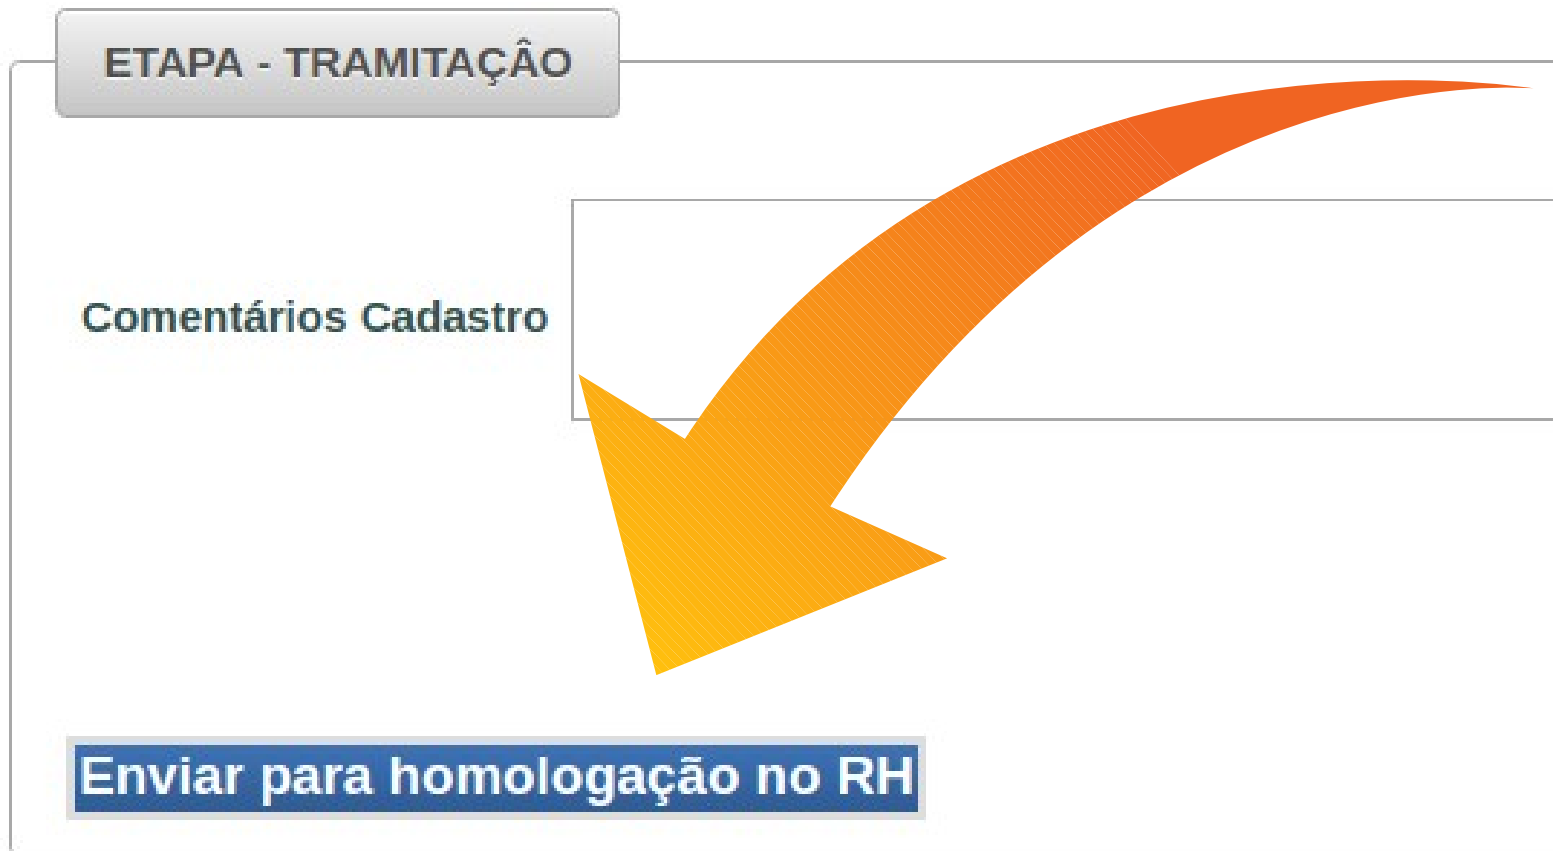 ETAPA - TRAMITAÇÂO
Comentários Cadastro
Enviar para homologação no RH